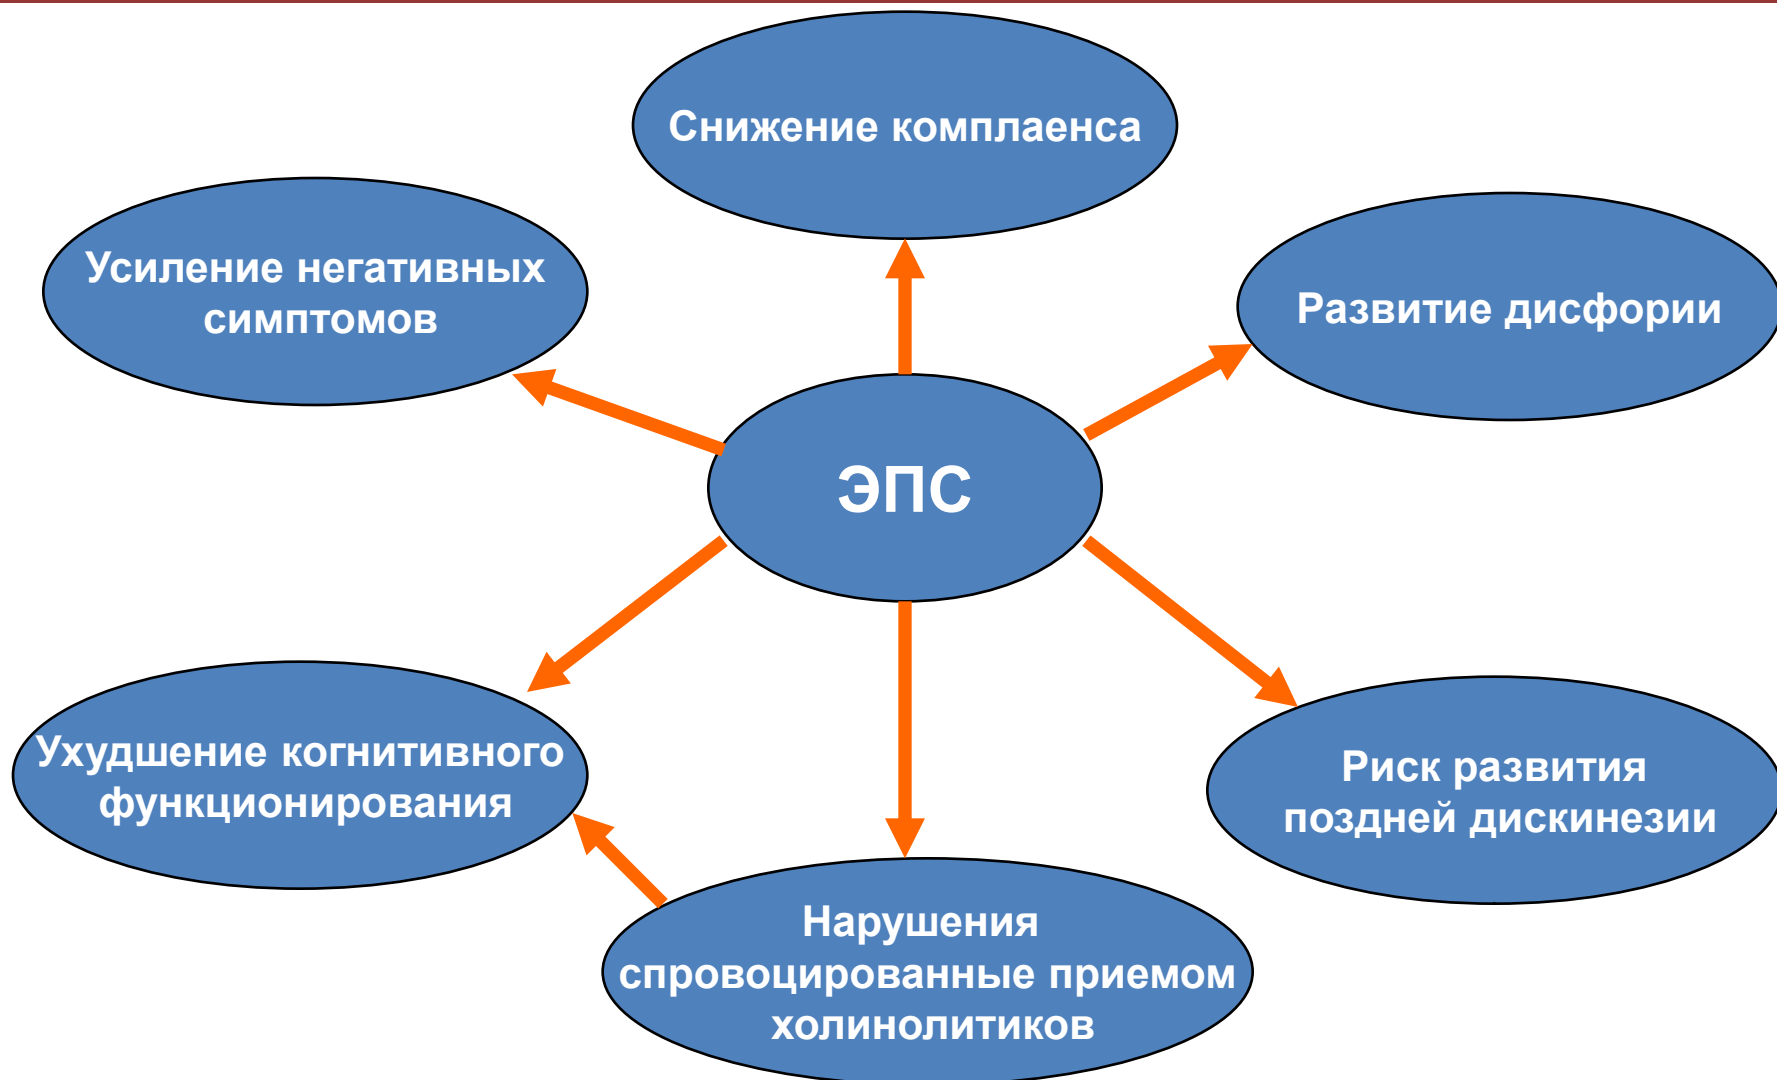 Снижение комплаенса
Усиление негативных
симптомов
Развитие дисфории
ЭПС
Ухудшение когнитивного
функционирования
Риск развития
поздней дискинезии
Нарушения
спровоцированные приемом
холинолитиков